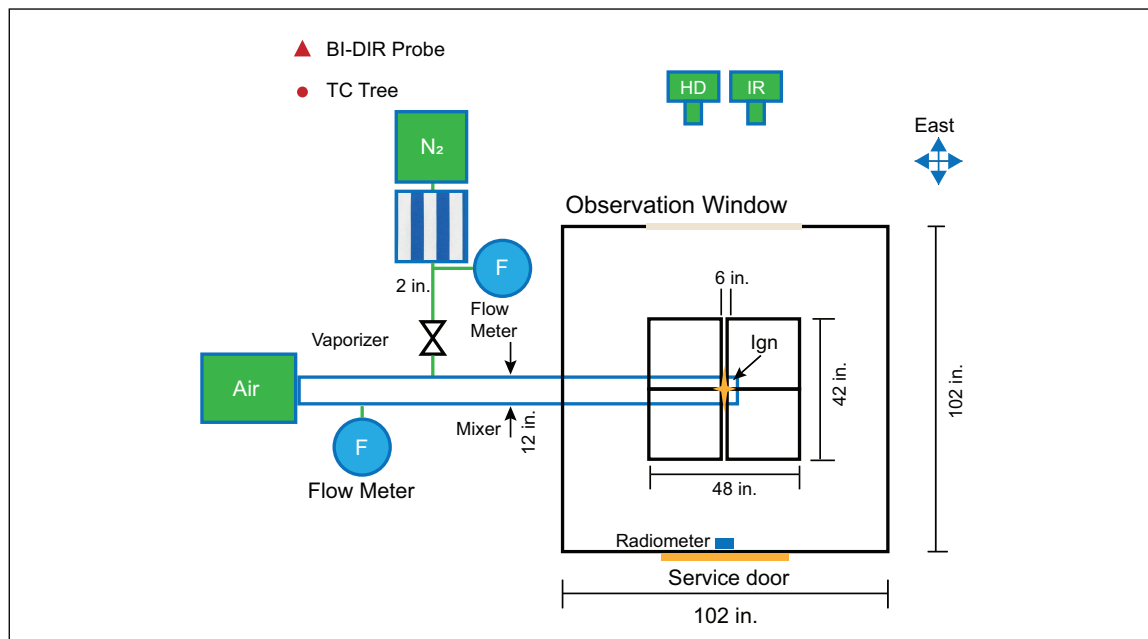 BI-DIR Probe
TC Tree
HD
IR
East
N₂
Observation Window
F
2 in.
6 in.
Flow
Meter
Vaporizer
Ign
Air
42 in.
102 in.
Mixer
12 in.
F
48 in.
Flow Meter
Radiometer
Service door
102 in.